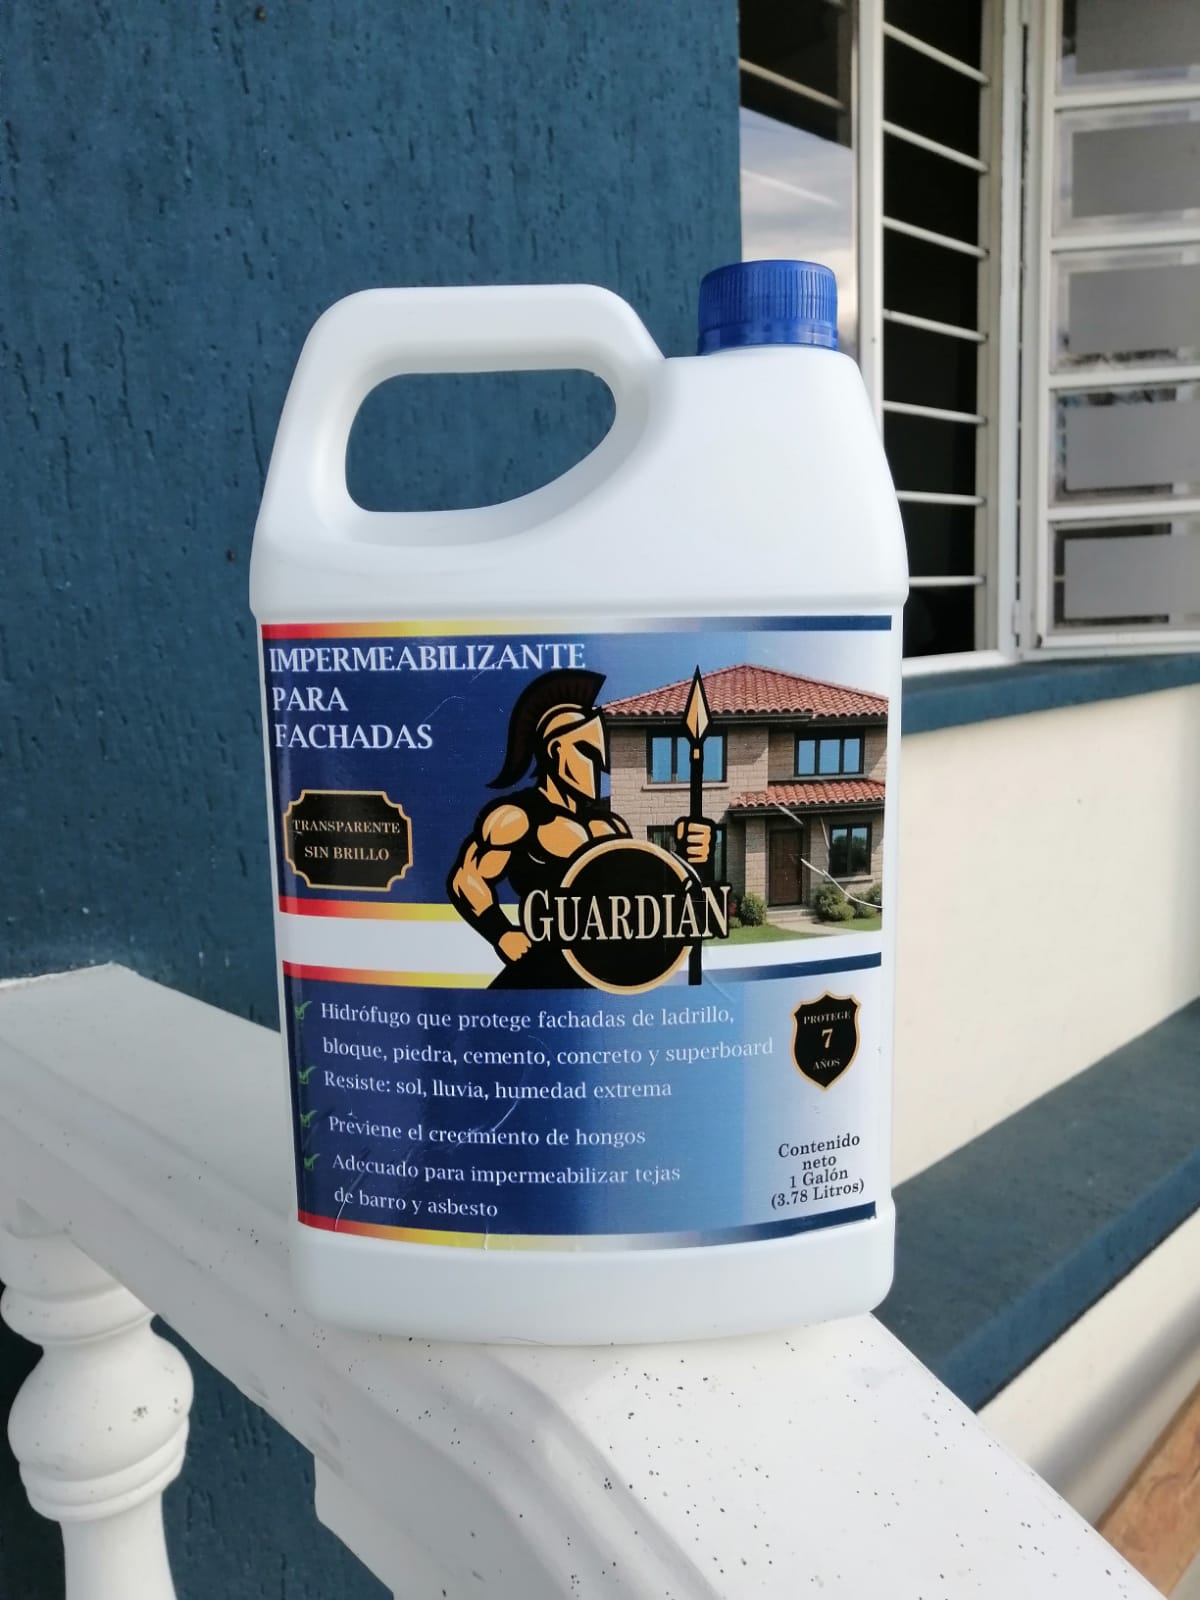 IMPERMEABILIZANTE
PARA
FACHADAS
TRANSPARENTE
SIN BRILLO
GUARDIÁN
Hidrófugo que protege fachadas de ladrillo,
bloque, piedra, cemento, concreto y superboard
Resiste: sol, lluvia, humedad extrema
Previene el crecimiento de hongos
Adecuado para impermeabilizar tejas
de barro y asbesto
PROTEGE
7
AÑOS
Contenido
neto
1 Galón
(3.78 Litros)